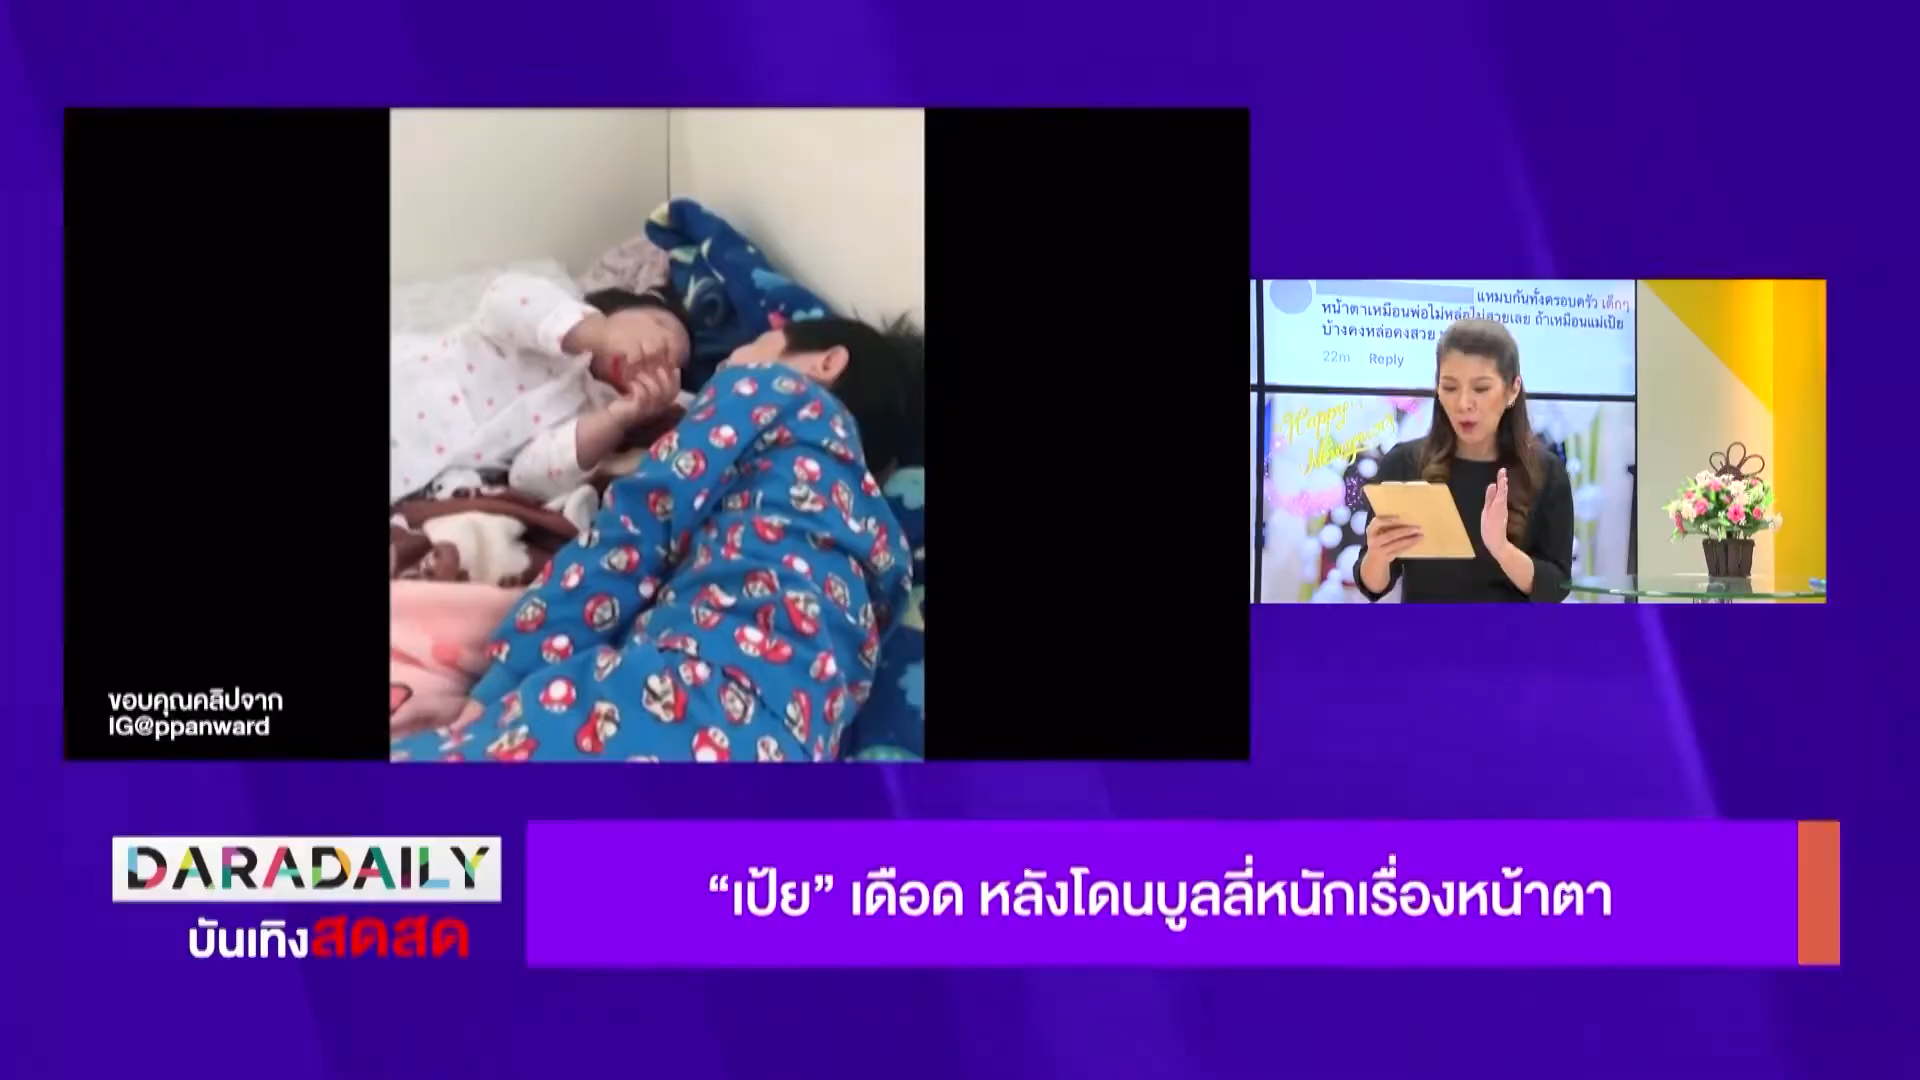 แหมบกันทั้งครอบครัว เด็กๆ
หน้าตาเหมือนพ่อไม่หล่อไม่สวยเลย ถ้าเหมือนแม่เป้ย
บ้างคงหล่อคงสวย
22m Reply
Happy
ขอบคุณคลิปจาก
IG@ppanward
DARADAILY
บันเทิงสดสด
“เป้ย” เดือด หลังโดนบูลลี่หนักเรื่องหน้าตา